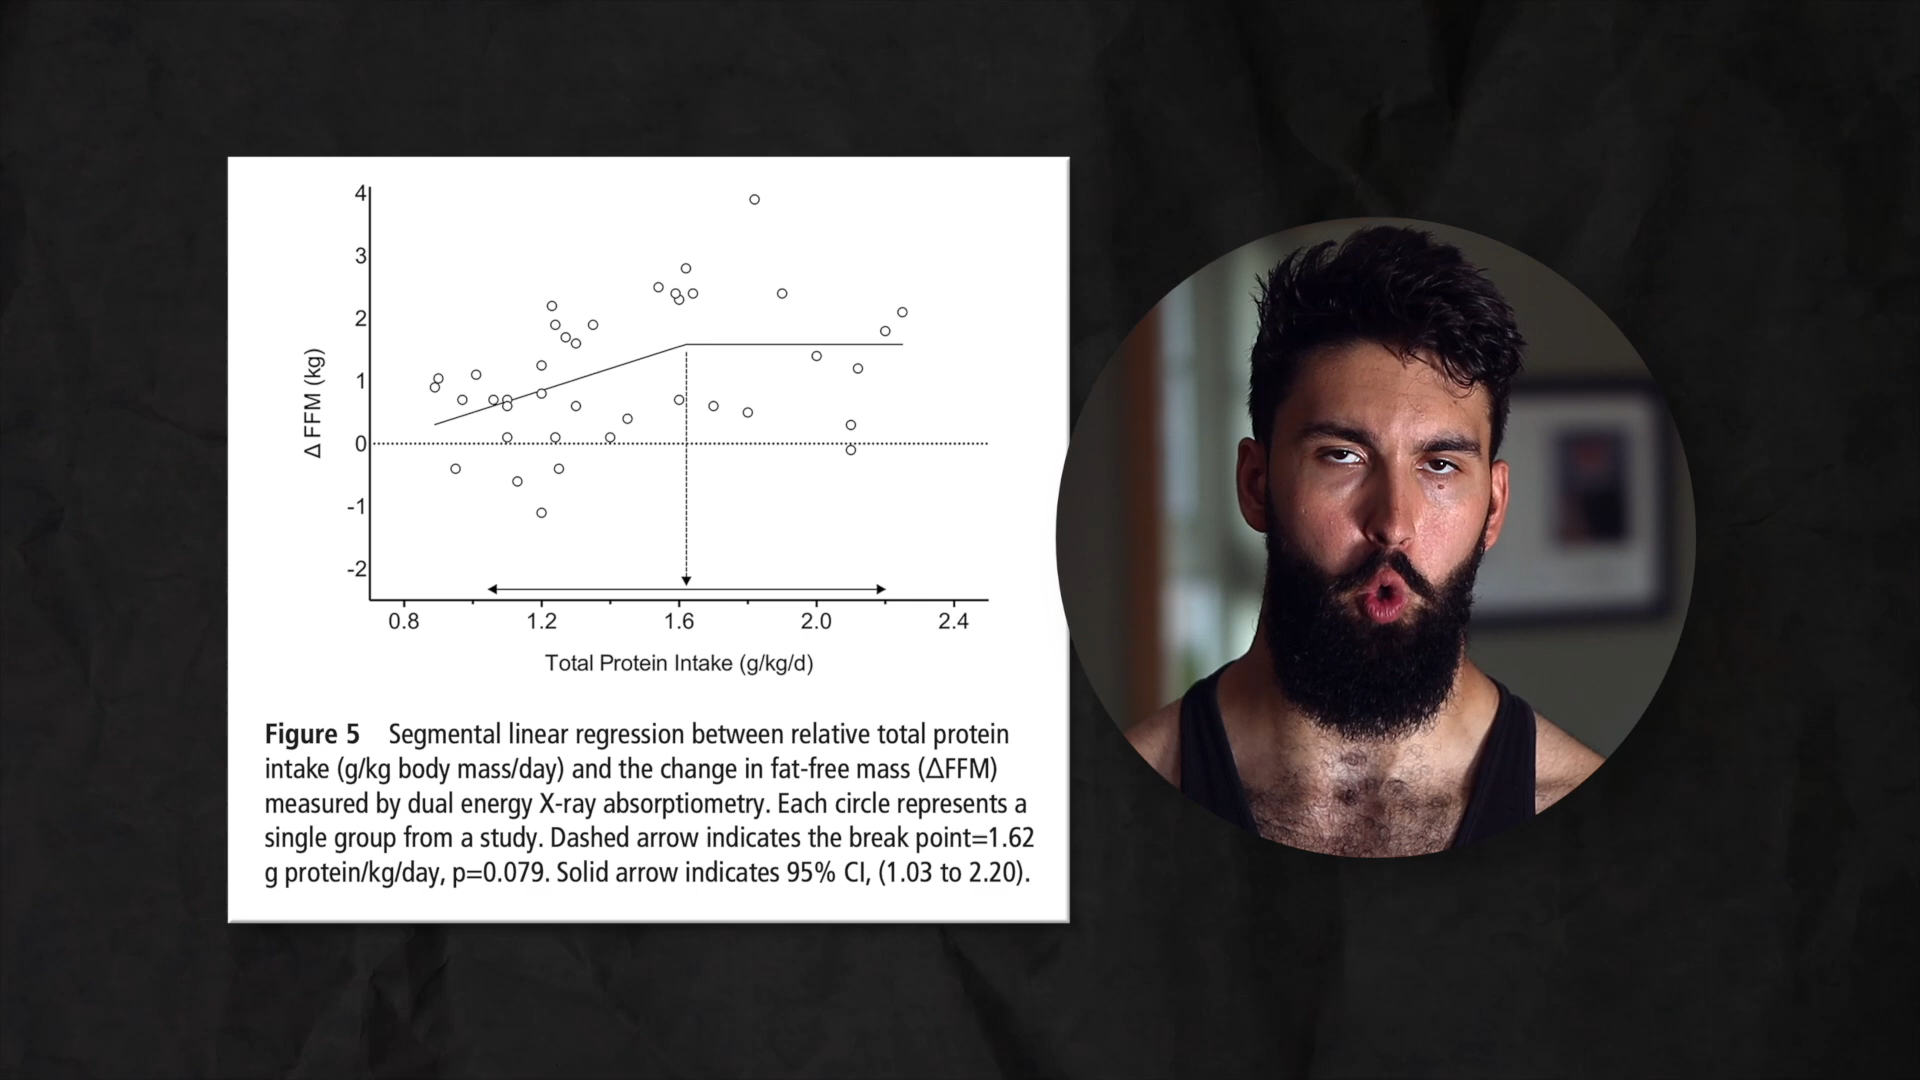 4
3
2
1
0
-1
-2
Δ FFM (kg)
0.8 1.2 1.6 2.0 2.4
Total Protein Intake (g/kg/d)
Figure 5 Segmental linear regression between relative total protein
intake (g/kg body mass/day) and the change in fat-free mass (ΔFFM)
measured by dual energy X-ray absorptiometry. Each circle represents a
single group from a study. Dashed arrow indicates the break point=1.62
g protein/kg/day, p=0.079. Solid arrow indicates 95% CI, (1.03 to 2.20).